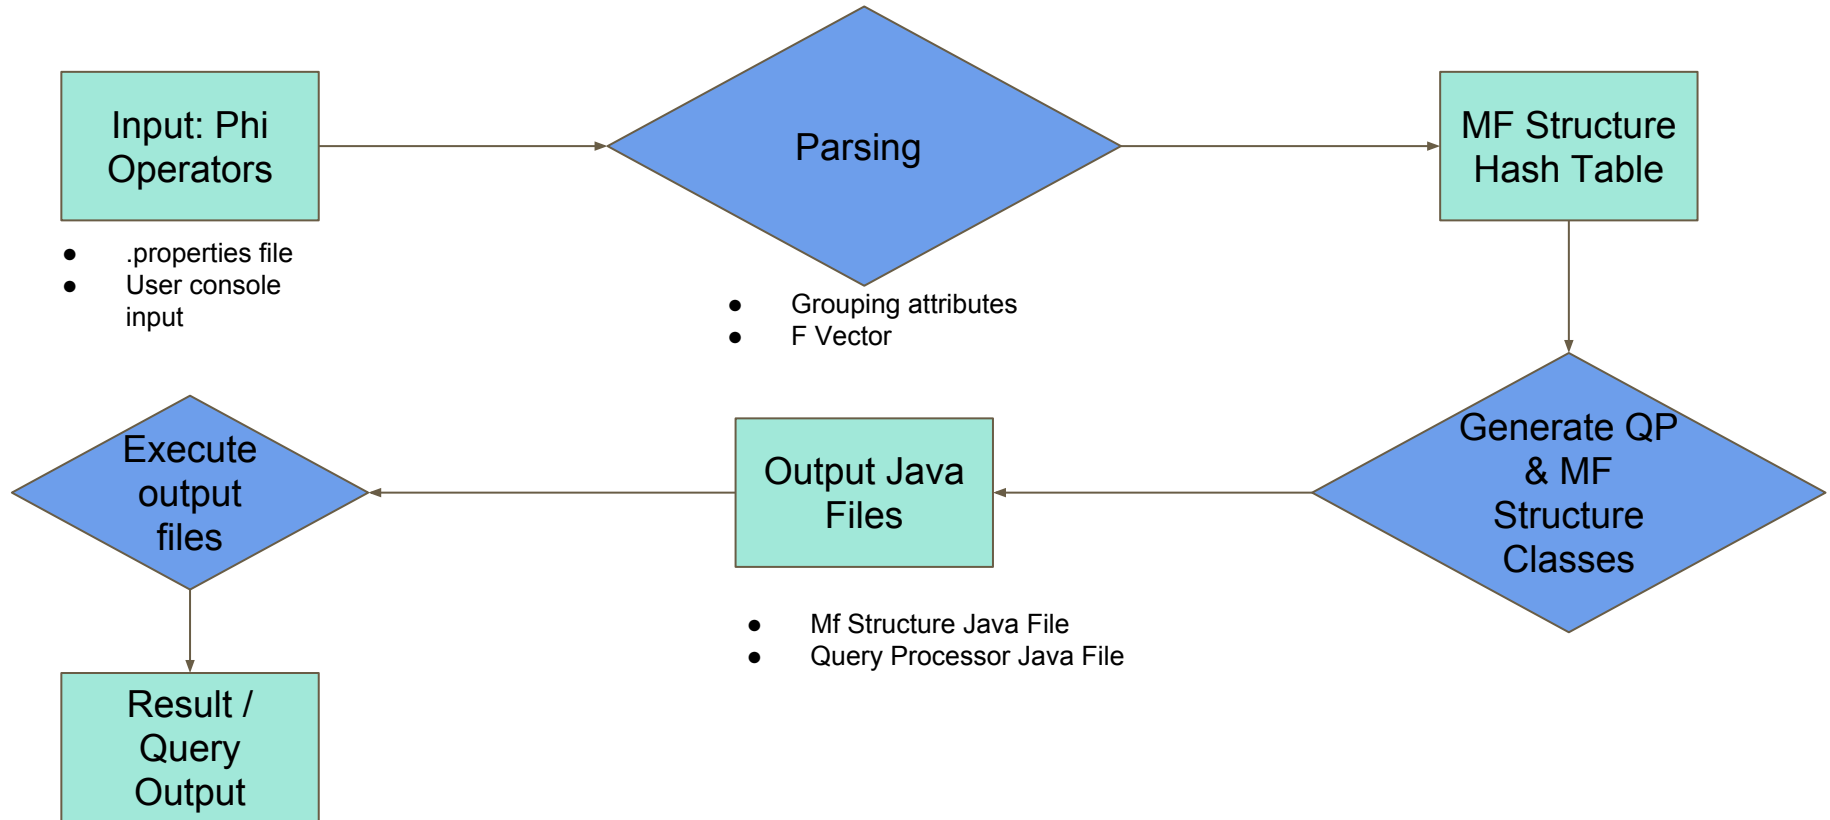 Input: Phi
Operators
● .properties file
● User console
input
Parsing
● Grouping attributes
● F Vector
MF Structure
Hash Table
Generate QP
& MF
Structure
Classes
Output Java
Files
● Mf Structure Java File
● Query Processor Java File
Execute
output
files
Result /
Query
Output